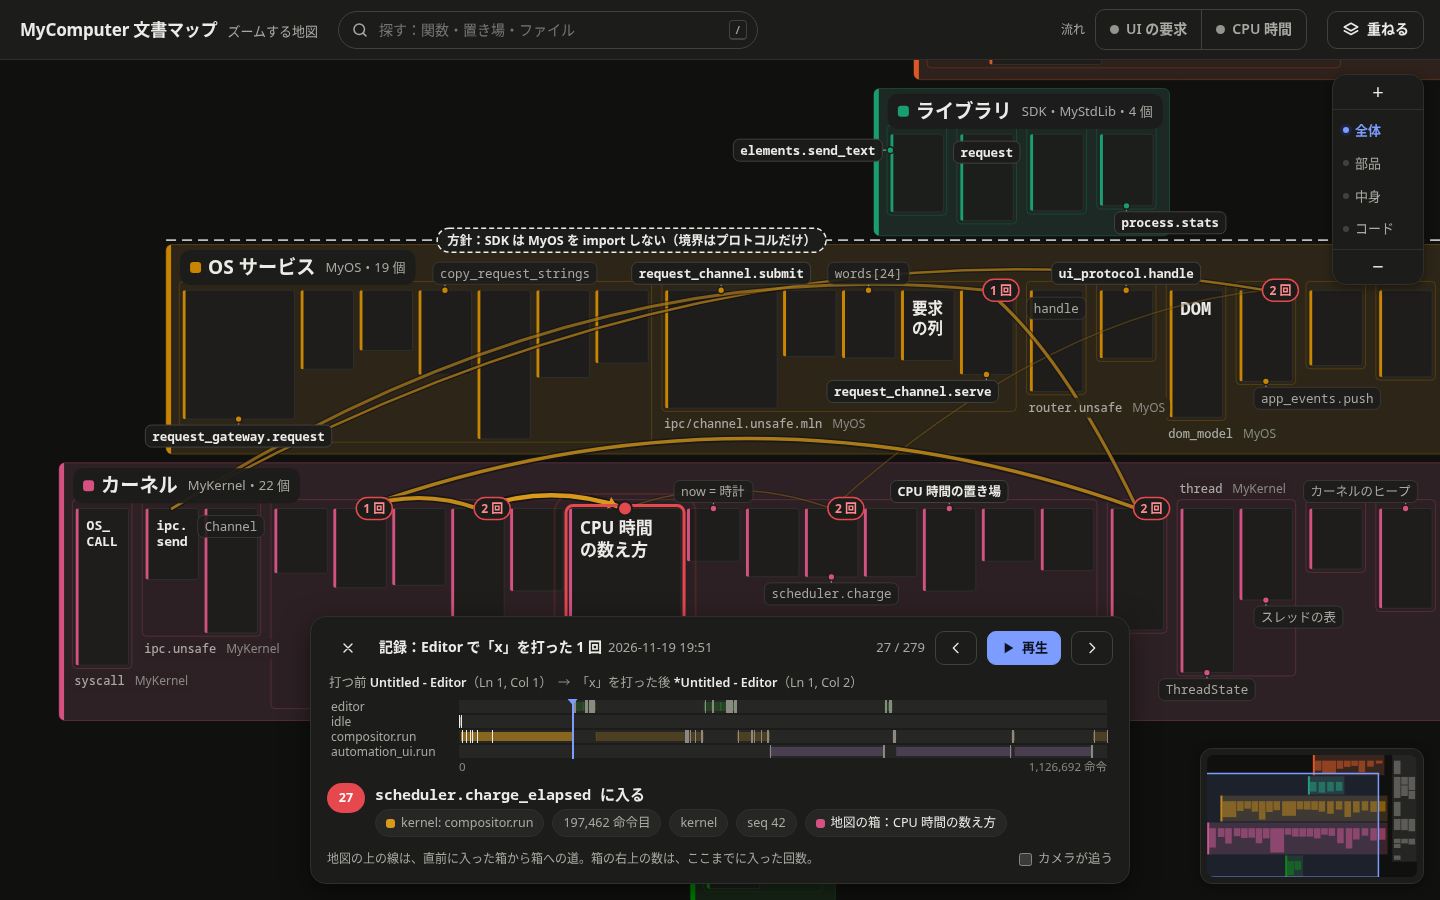 MyComputer 文書マップ ズームする地図
探す：関数・置き場・ファイル /
流れ UI の要求 CPU 時間
重ねる
+
全体
部品
中身
コード
−
ライブラリ SDK・MyStdLib・4 個
elements.send_text
request
process.stats
方針：SDK は MyOS を import しない（境界はプロトコルだけ）
OS サービス MyOS・19 個
copy_request_strings
request_channel.submit
words[24]
ui_protocol.handle
1 回
2 回
要求
の列
handle
DOM
request_channel.serve
app_events.push
router.unsafe MyOS
ipc/channel.unsafe.mln MyOS
dom_model MyOS
request_gateway.request
カーネル MyKernel・22 個
now = 時計
CPU 時間の置き場
thread MyKernel
カーネルのヒープ
1 回
2 回
2 回
2 回
OS_
CALL
ipc.
send
Channel
CPU 時間
の数え方
scheduler.charge
スレッドの表
ipc.unsafe MyKernel
syscall MyKernel
ThreadState
× 記録：Editor で「x」を打った 1 回 2026-11-19 19:51
27 / 279
再生
打つ前 Untitled - Editor（Ln 1, Col 1） → 「x」を打った後 *Untitled - Editor（Ln 1, Col 2）
editor
idle
compositor.run
automation_ui.run
0 1,126,692 命令
27 scheduler.charge_elapsed に入る
kernel: compositor.run 197,462 命令目 kernel seq 42 地図の箱：CPU 時間の数え方
地図の上の線は、直前に入った箱から箱への道。箱の右上の数は、ここまでに入った回数。
カメラが追う